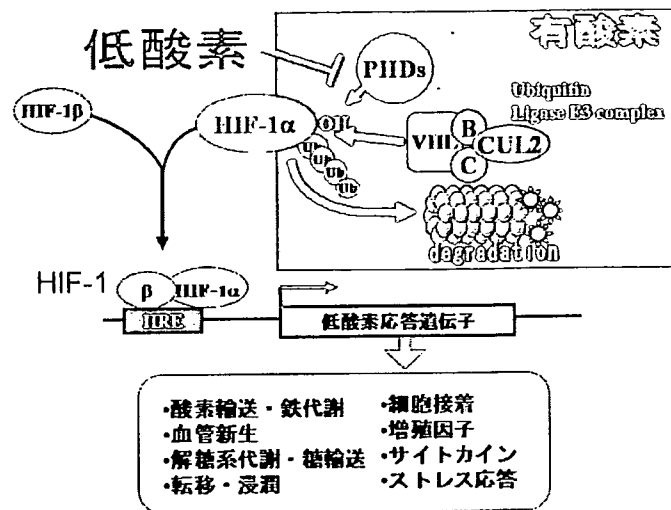 低酸素
有酸素
PHDs
HIF-1β
HIF-1α
OH
Ub
Ub
Ub
Ub
VHL
B
C
CUL2
Ubiquitin
Ligase E3 complex
degradation
HIF-1
β
HIF-1α
HRE
低酸素応答遺伝子
・酸素輸送・鉄代謝
・血管新生
・解糖系代謝・糖輸送
・転移・浸潤
・細胞接着
・増殖因子
・サイトカイン
・ストレス応答